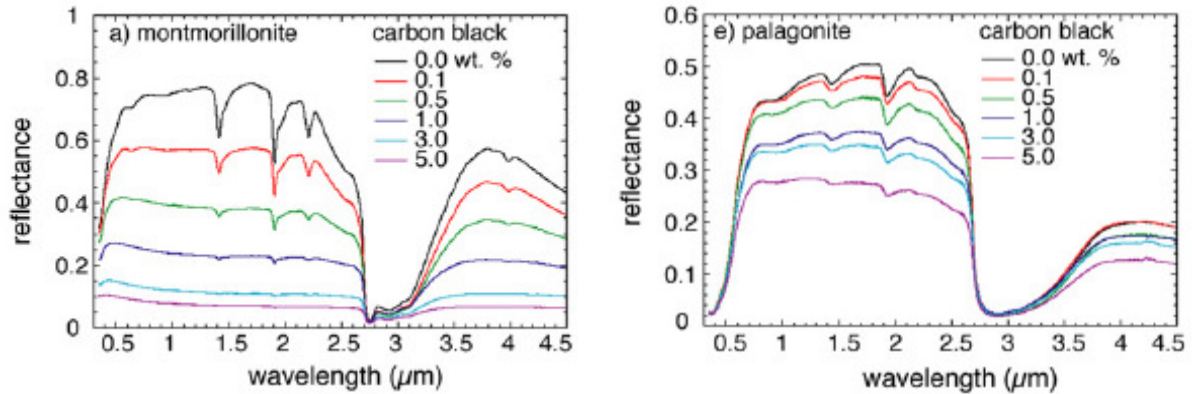 a) montmorillonite
carbon black
0.0 wt. %
0.1
0.5
1.0
3.0
5.0
1
0.8
0.6
0.4
0.2
0
reflectance
0.5 1 1.5 2 2.5 3 3.5 4 4.5
wavelength (μm)
e) palagonite
carbon black
0.0 wt. %
0.1
0.5
1.0
3.0
5.0
0.6
0.5
0.4
0.3
0.2
0.1
0
reflectance
0.5 1 1.5 2 2.5 3 3.5 4 4.5
wavelength (μm)